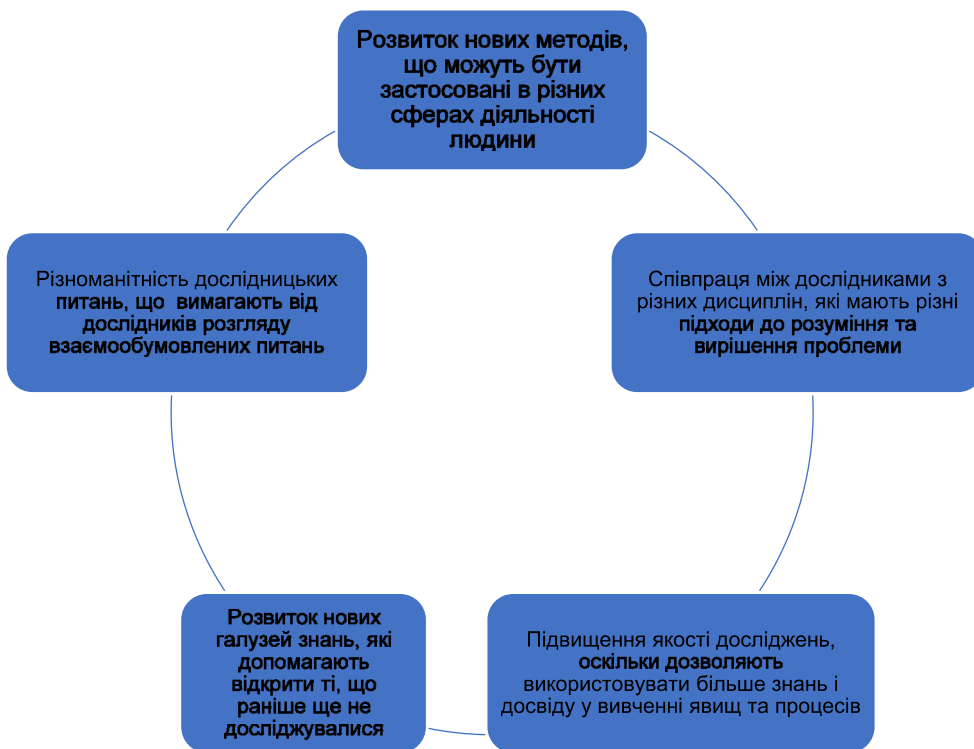 Розвиток нових методів,
що можуть бути
застосовані в різних
сферах діяльності
людини
Співпраця між дослідниками з
різних дисциплін, які мають різні
підходи до розуміння та
вирішення проблеми
Підвищення якості досліджень,
оскільки дозволяють
використовувати більше знань і
досвіду у вивченні явищ та процесів
Розвиток нових
галузей знань, які
допомагають
відкрити ті, що
раніше ще не
досліджувалися
Різноманітність дослідницьких
питань, що вимагають від
дослідників розгляду
взаємообумовлених питань